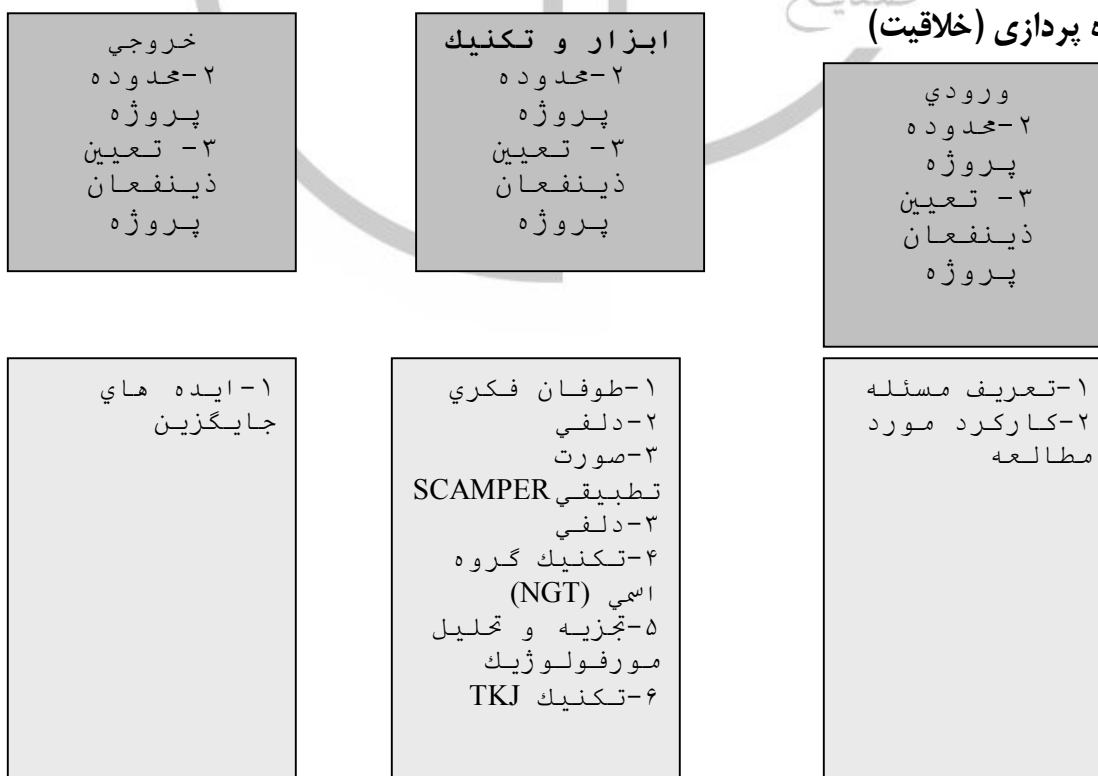 ه پردازی (خلاقیت)
ورودي
۲-محدوده
پروژه
۳- تعيين
ذينفعان
پروژه
ابزار و تكنيك
۲-محدوده
پروژه
۳- تعيين
ذينفعان
پروژه
خروجي
۲-محدوده
پروژه
۳- تعيين
ذينفعان
پروژه
۱-تعريف مسئله
۲-كاركرد مورد
مطالعه
۱-طوفان فكري
۲-دلفي
۳-صورت
تطبيقي SCAMPER
۳-دلفي
۴-تكنيك گروه
اسمي (NGT)
۵-تجزيه و تحليل
مورفولوژيك
۶-تكنيك TKJ
۱-ايده هاي
جايگزين